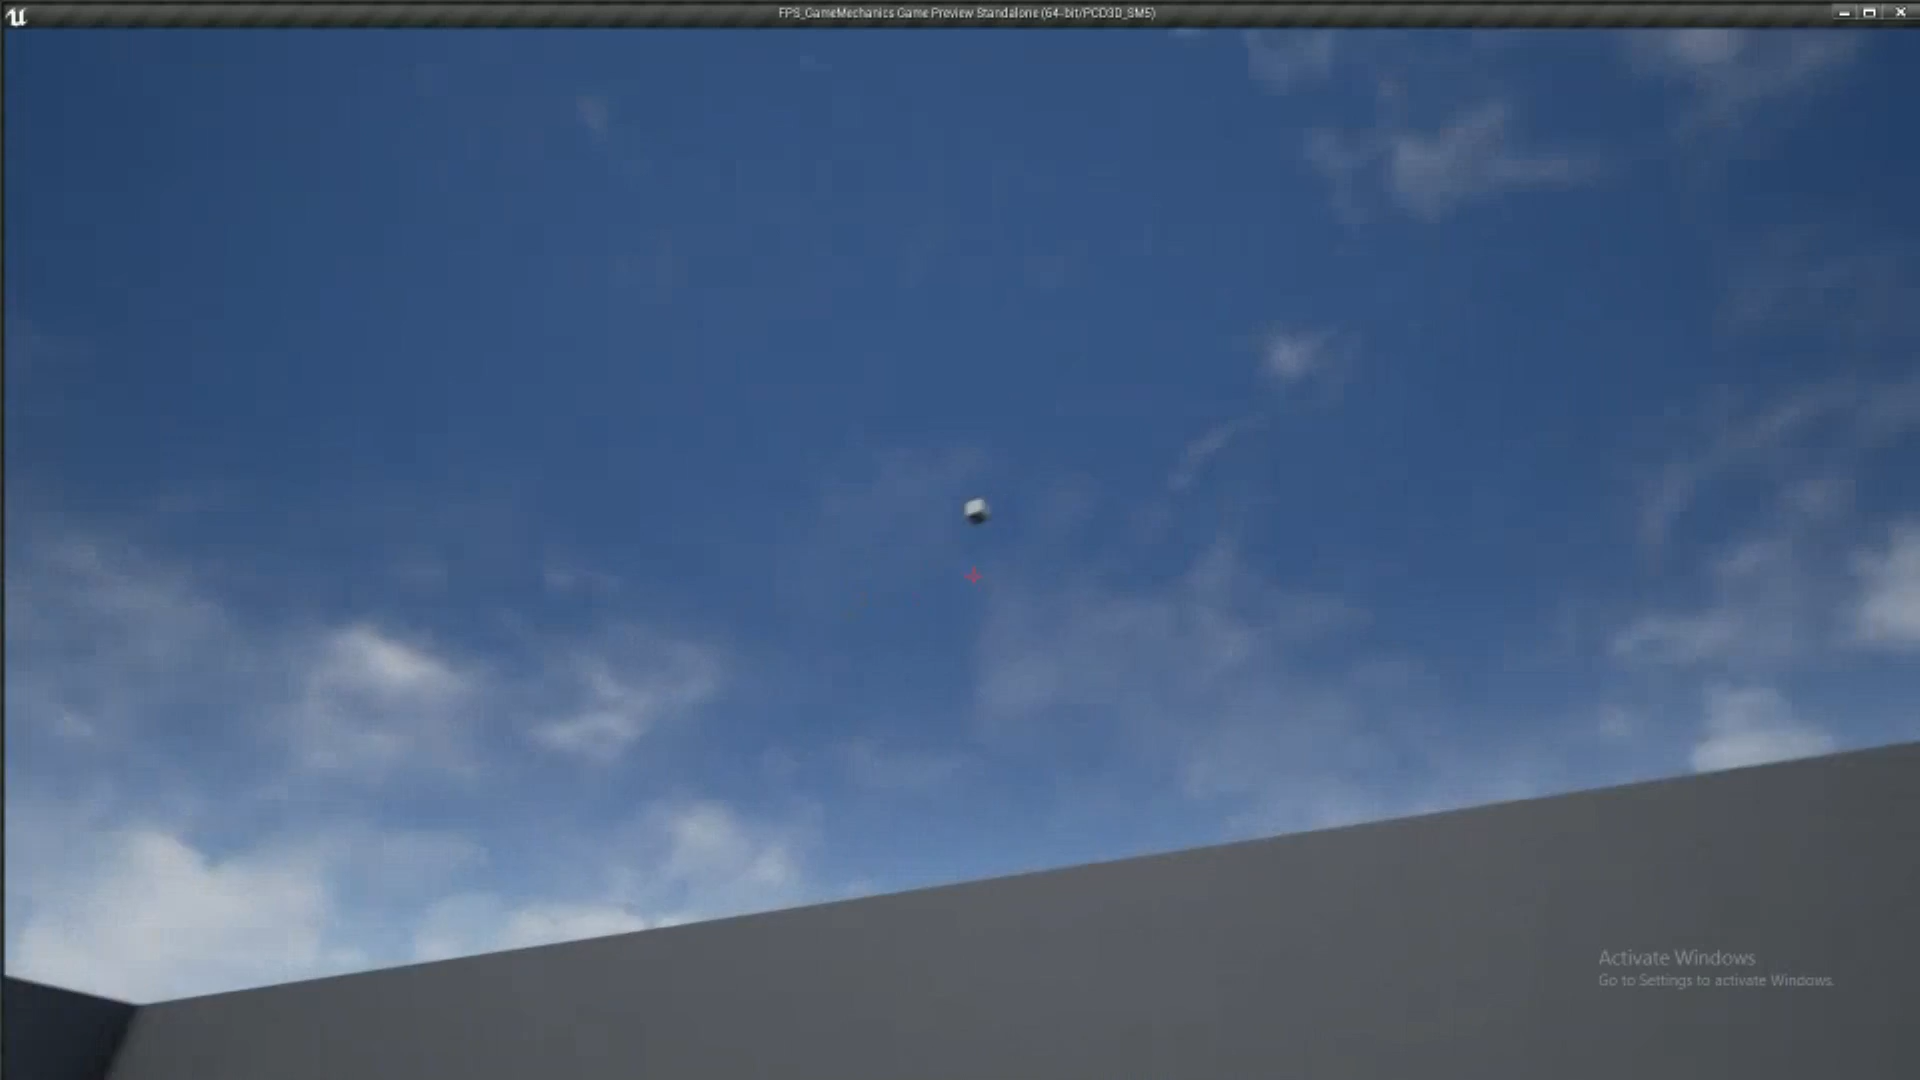 FPS_GameMechanics Game Preview Standalone (64-bit/PCD3D_SM5)
Activate Windows
Go to Settings to activate Windows.